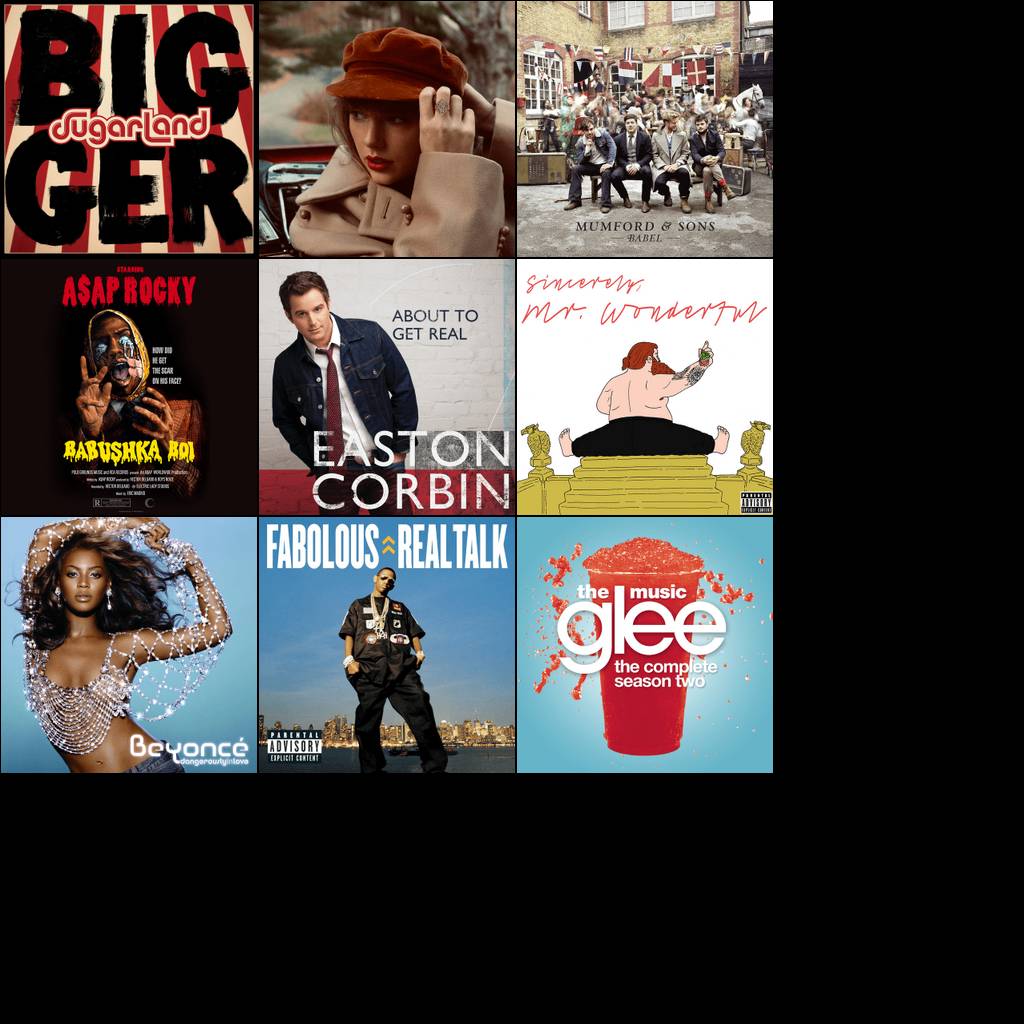 BIG
sugarland
GER
MUMFORD & SONS
BABEL
STARRING
A$AP ROCKY
HOW DID
HE GET
THE SCAR
ON HIS FACE?
BABUSHKA BOI
ABOUT TO
GET REAL
EASTON
CORBIN
Sincerely,
Mr. Wonderful
PARENTAL
ADVISORY
EXPLICIT CONTENT
Beyoncé
dangerouslyinlove
FABOLOUS REAL TALK
PARENTAL
ADVISORY
EXPLICIT CONTENT
the music
glee
the complete
season two